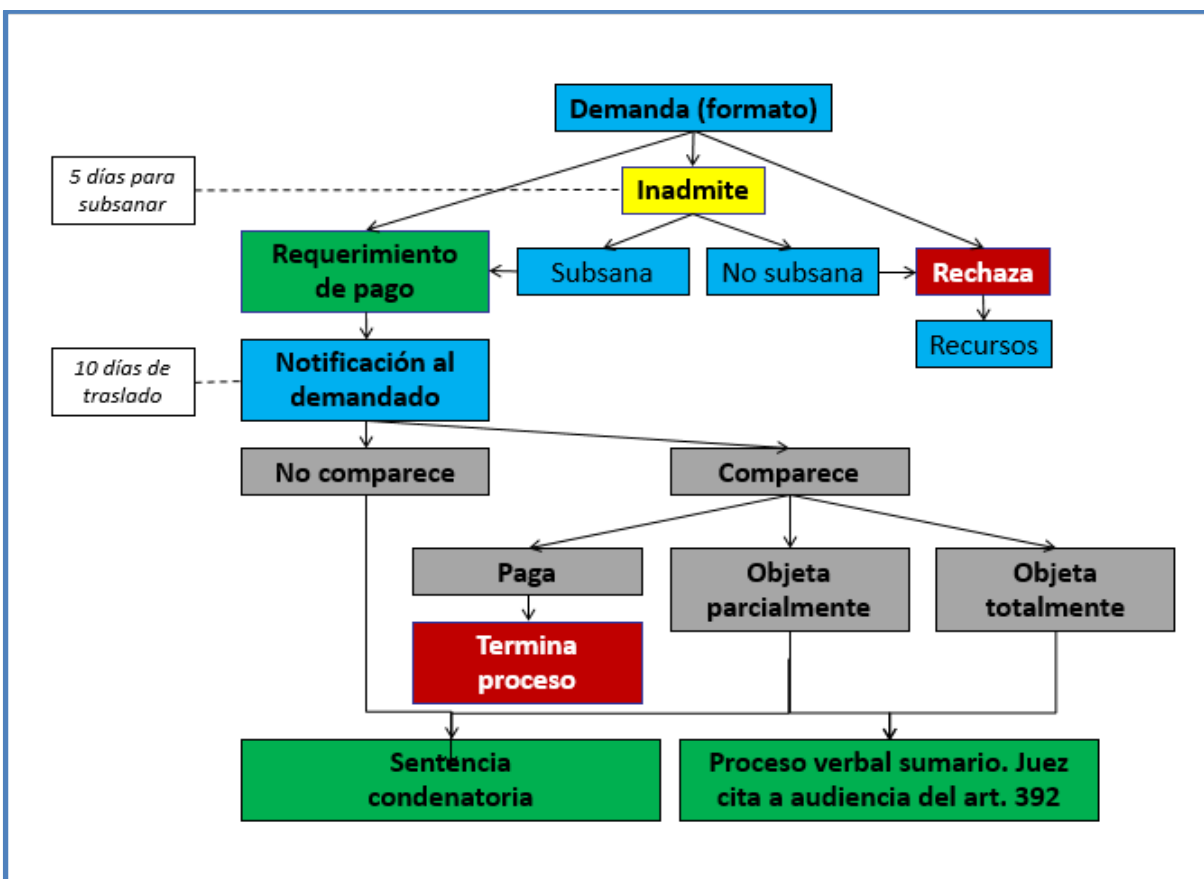 Demanda (formato)
5 días para
subsanar
Inadmite
Requerimiento
de pago
Subsana
No subsana
Rechaza
Recursos
10 días de
traslado
Notificación al
demandado
No comparece
Comparece
Paga
Objeta
parcialmente
Objeta
totalmente
Termina
proceso
Sentencia
condenatoria
Proceso verbal sumario. Juez
cita a audiencia del art. 392